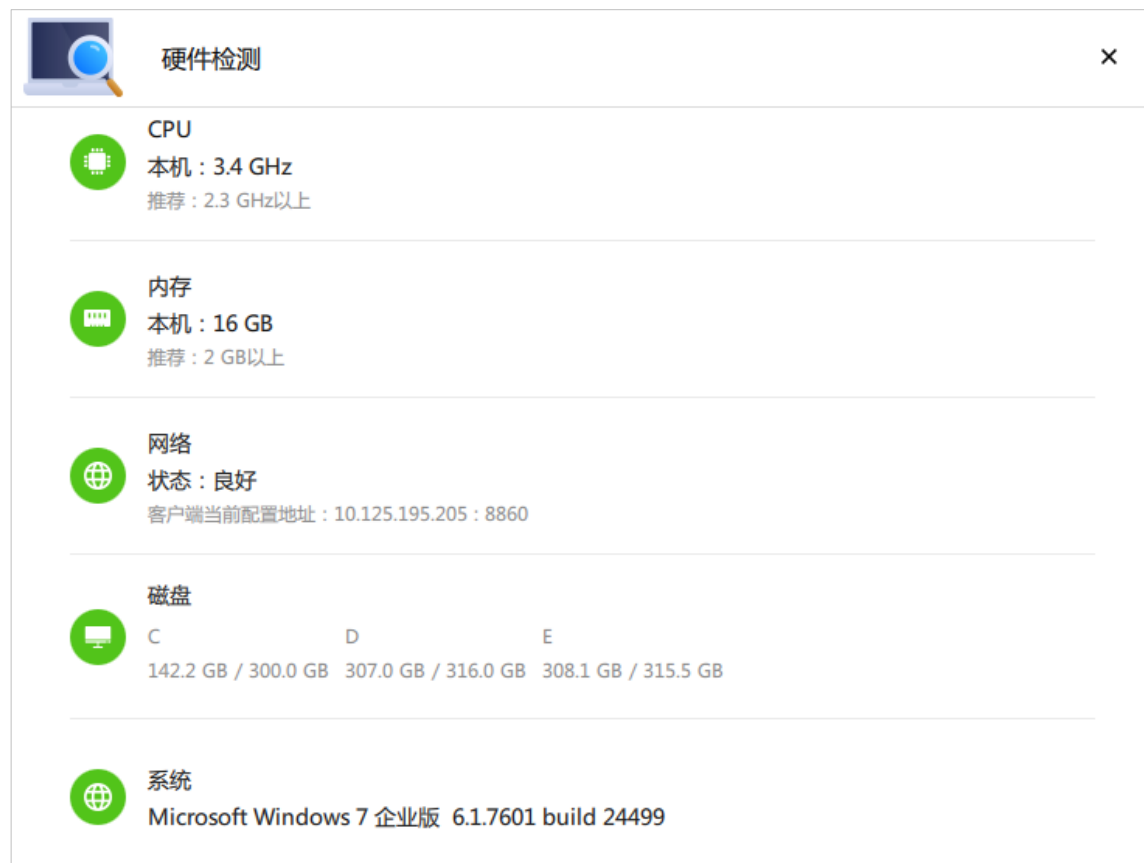 硬件检测
CPU
本机：3.4 GHz
推荐：2.3 GHz以上
内存
本机：16 GB
推荐：2 GB以上
网络
状态：良好
客户端当前配置地址：10.125.195.205：8860
磁盘
C D E
142.2 GB / 300.0 GB 307.0 GB / 316.0 GB 308.1 GB / 315.5 GB
系统
Microsoft Windows 7 企业版 6.1.7601 build 24499